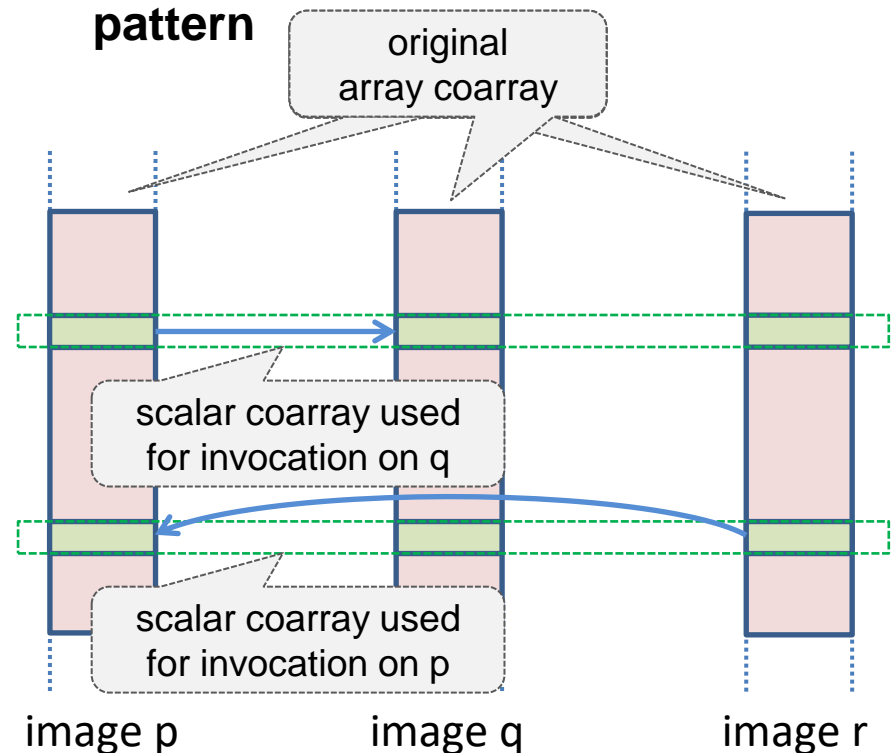 pattern
original
array coarray
scalar coarray used
for invocation on q
scalar coarray used
for invocation on p
image p
image q
image r